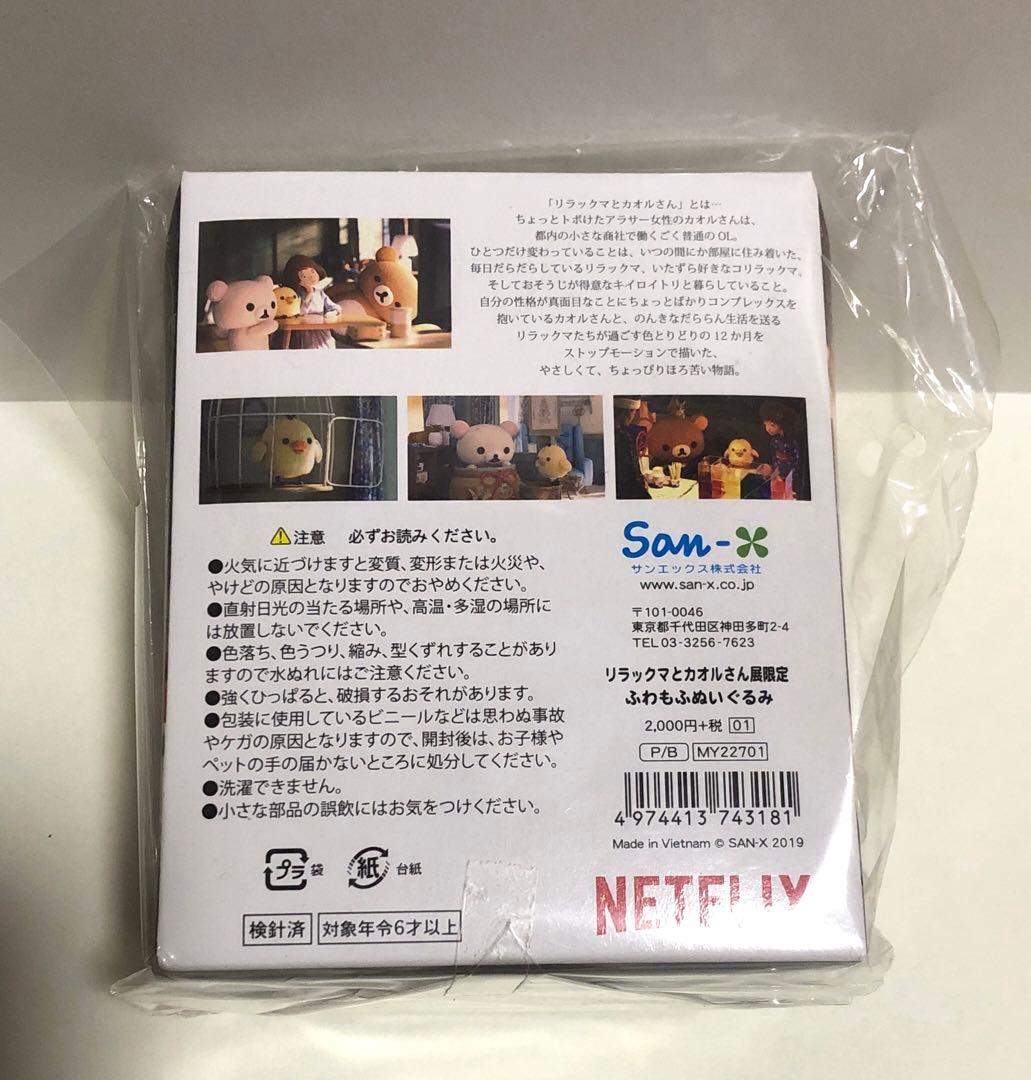 「リラックマとカオルさん」とは…
ちょっとトボけたアラサー女性のカオルさんは、
都内の小さな商社で働くごく普通のOL。
ひとつだけ変わっていることは、いつの間にか部屋に住み着いた、
毎日だらだらしているリラックマ、いたずら好きなコリラックマ、
そしておそうじが得意なキイロイトリと暮らしていること。
自分の性格が真面目なことにちょっとばかりコンプレックスを
抱いているカオルさんと、のんきなだららん生活を送る
リラックマたちが過ごす色とりどりの12か月を
ストップモーションで描いた、
やさしくて、ちょっぴりほろ苦い物語。
注意 必ずお読みください。
●火気に近づけますと変質、変形または火災や、
やけどの原因となりますのでおやめください。
●直射日光の当たる場所や、高温・多湿の場所に
は放置しないでください。
●色落ち、色うつり、縮み、型くずれすることがあり
ますので水ぬれにはご注意ください。
●強くひっぱると、破損するおそれがあります。
●包装に使用しているビニールなどは思わぬ事故
やケガの原因となりますので、開封後は、お子様や
ペットの手の届かないところに処分してください。
●洗濯できません。
●小さな部品の誤飲にはお気をつけください。
プラ 袋 紙 台紙
検針済 対象年令6才以上
San-X
サンエックス株式会社
www.san-x.co.jp
〒101-0046
東京都千代田区神田多町2-4
TEL03-3256-7623
リラックマとカオルさん展限定
ふわもふぬいぐるみ
2,000円+税 01
P/B MY22701
4 974413 743181
Made in Vietnam © SAN-X 2019
NETFLIX